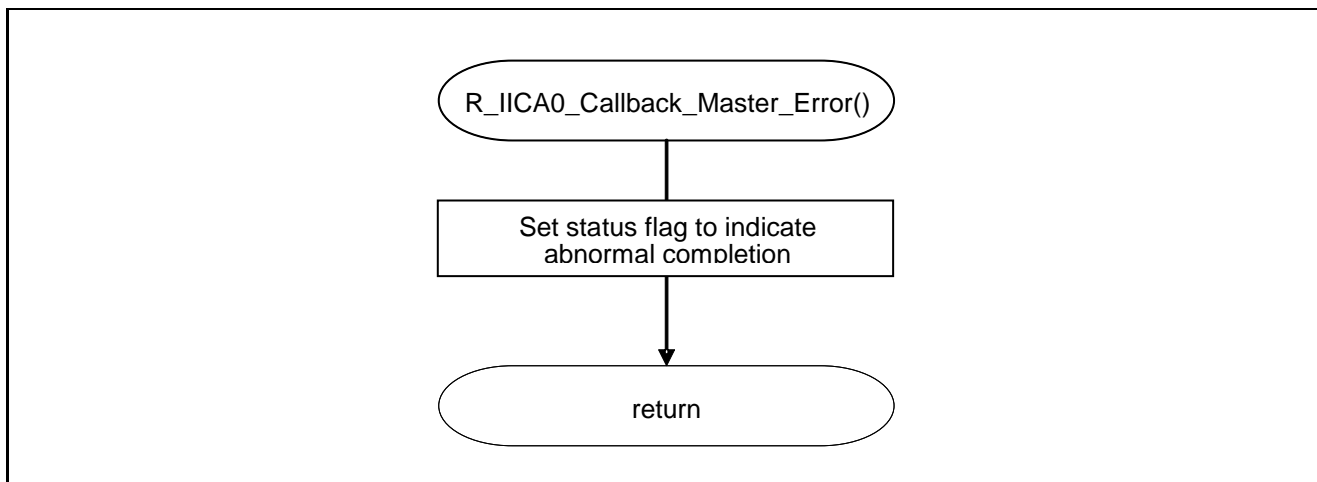 R_IICA0_Callback_Master_Error()
Set status flag to indicate
abnormal completion
return